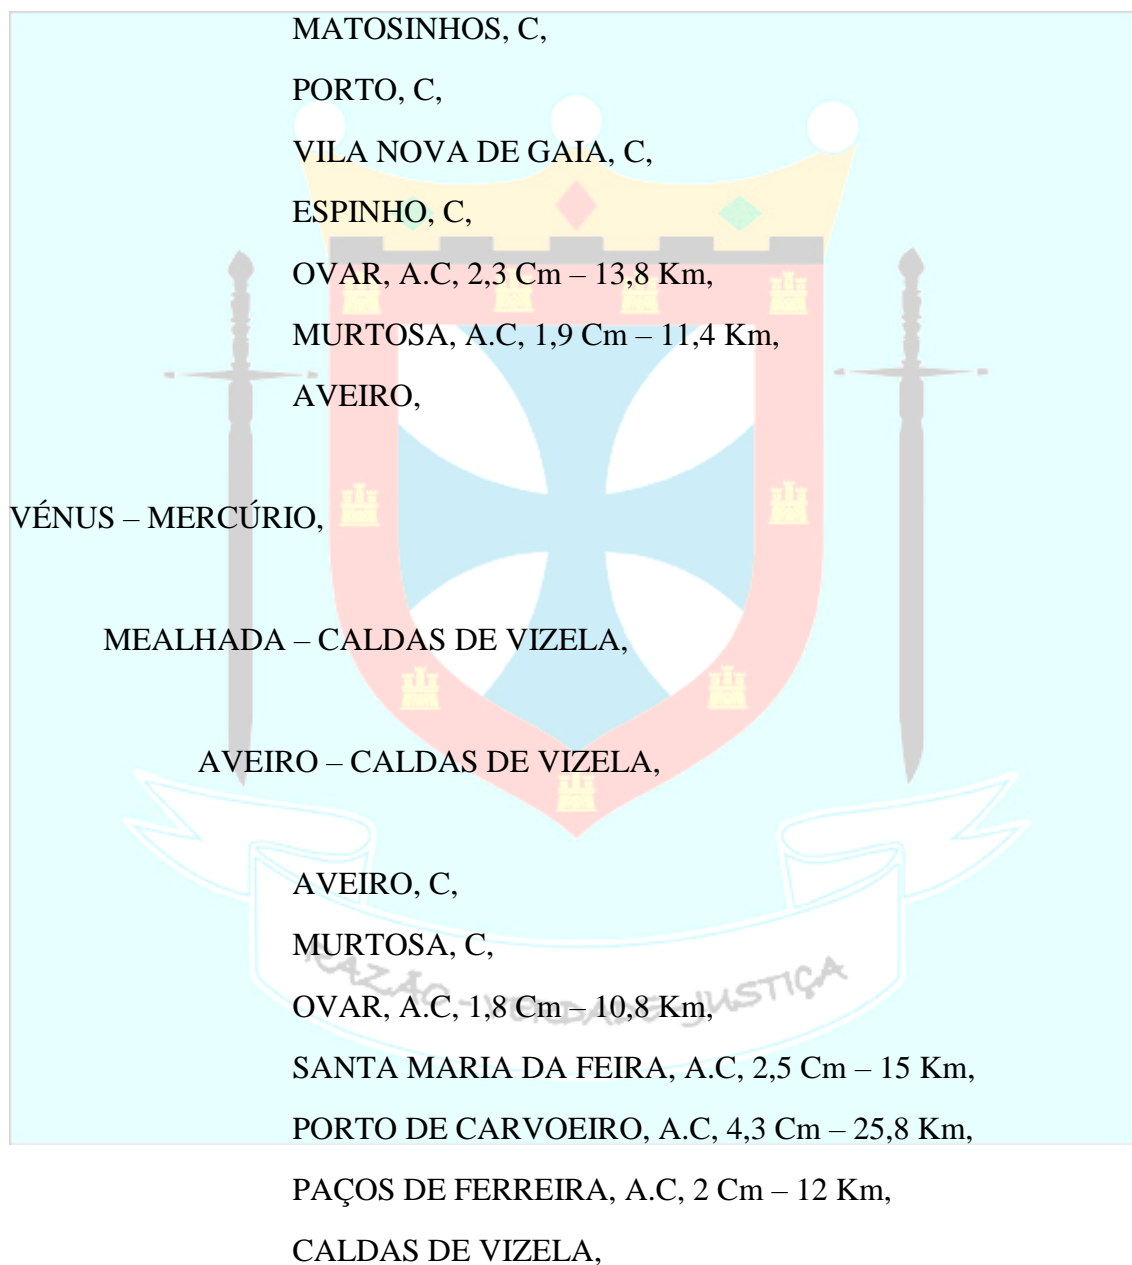 MATOSINHOS, C,
PORTO, C,
VILA NOVA DE GAIA, C,
ESPINHO, C,
OVAR, A.C, 2,3 Cm – 13,8 Km,
MURTOSA, A.C, 1,9 Cm – 11,4 Km,
AVEIRO,
VÉNUS – MERCÚRIO,
MEALHADA – CALDAS DE VIZELA,
AVEIRO – CALDAS DE VIZELA,
AVEIRO, C,
MURTOSA, C,
RAZÃO - VERDADE - JUSTIÇA
OVAR, A.C, 1,8 Cm – 10,8 Km,
SANTA MARIA DA FEIRA, A.C, 2,5 Cm – 15 Km,
PORTO DE CARVOEIRO, A.C, 4,3 Cm – 25,8 Km,
PAÇOS DE FERREIRA, A.C, 2 Cm – 12 Km,
CALDAS DE VIZELA,